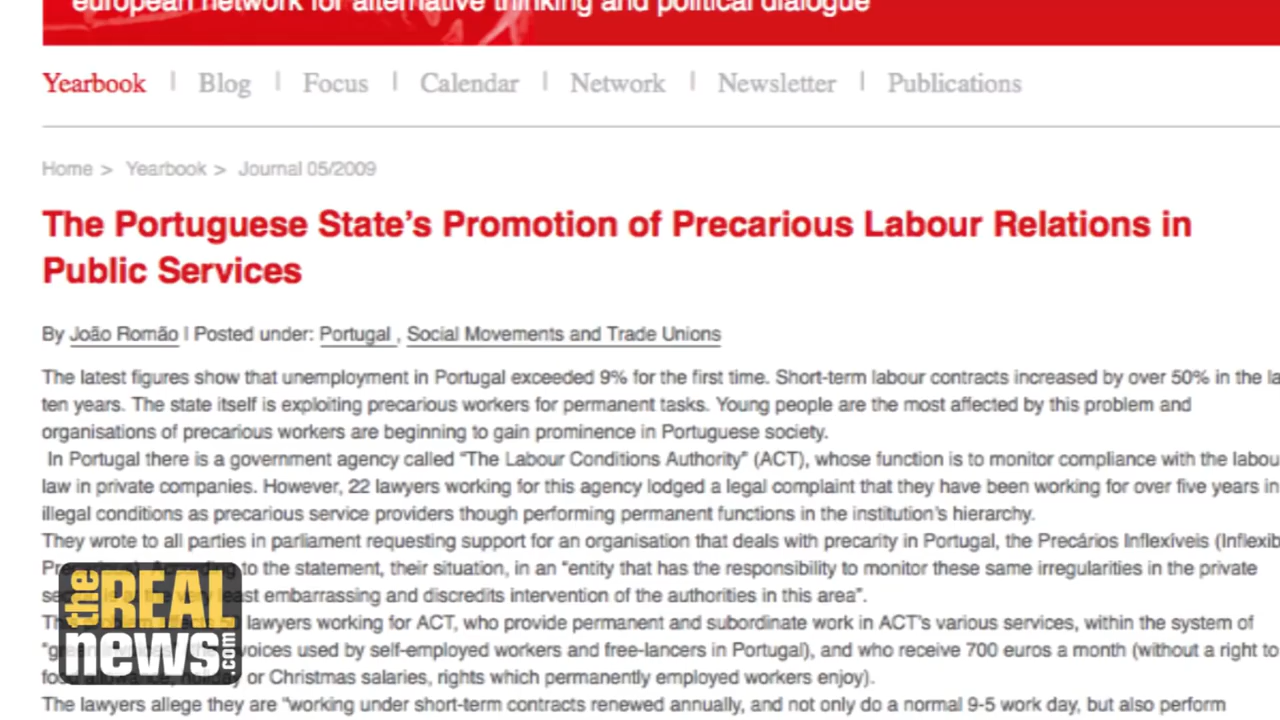 european network for alternative thinking and political dialogue
Yearbook | Blog | Focus | Calendar | Network | Newsletter | Publications
Home > Yearbook > Journal 05/2009
The Portuguese State's Promotion of Precarious Labour Relations in
Public Services
By João Romão | Posted under: Portugal , Social Movements and Trade Unions
The latest figures show that unemployment in Portugal exceeded 9% for the first time. Short-term labour contracts increased by over 50% in the
ten years. The state itself is exploiting precarious workers for permanent tasks. Young people are the most affected by this problem and
organisations of precarious workers are beginning to gain prominence in Portuguese society.
In Portugal there is a government agency called "The Labour Conditions Authority" (ACT), whose function is to monitor compliance with the labou
law in private companies. However, 22 lawyers working for this agency lodged a legal complaint that they have been working for over five years in
illegal conditions as precarious service providers though performing permanent functions in the institution's hierarchy.
They wrote to all parties in parliament requesting support for an organisation that deals with precarity in Portugal, the Precários Inflexíveis (Inflexib
to the statement, their situation, in an "entity that has the responsibility to monitor these same irregularities in the private
least embarrassing and discredits intervention of the authorities in this area".
lawyers working for ACT, who provide permanent and subordinate work in ACT's various services, within the system of
used by self-employed workers and free-lancers in Portugal), and who receive 700 euros a month (without a right to
or Christmas salaries, rights which permanently employed workers enjoy).
The lawyers allege they are "working under short-term contracts renewed annually, and not only do a normal 9-5 work day, but also perform
the REAL
news.com